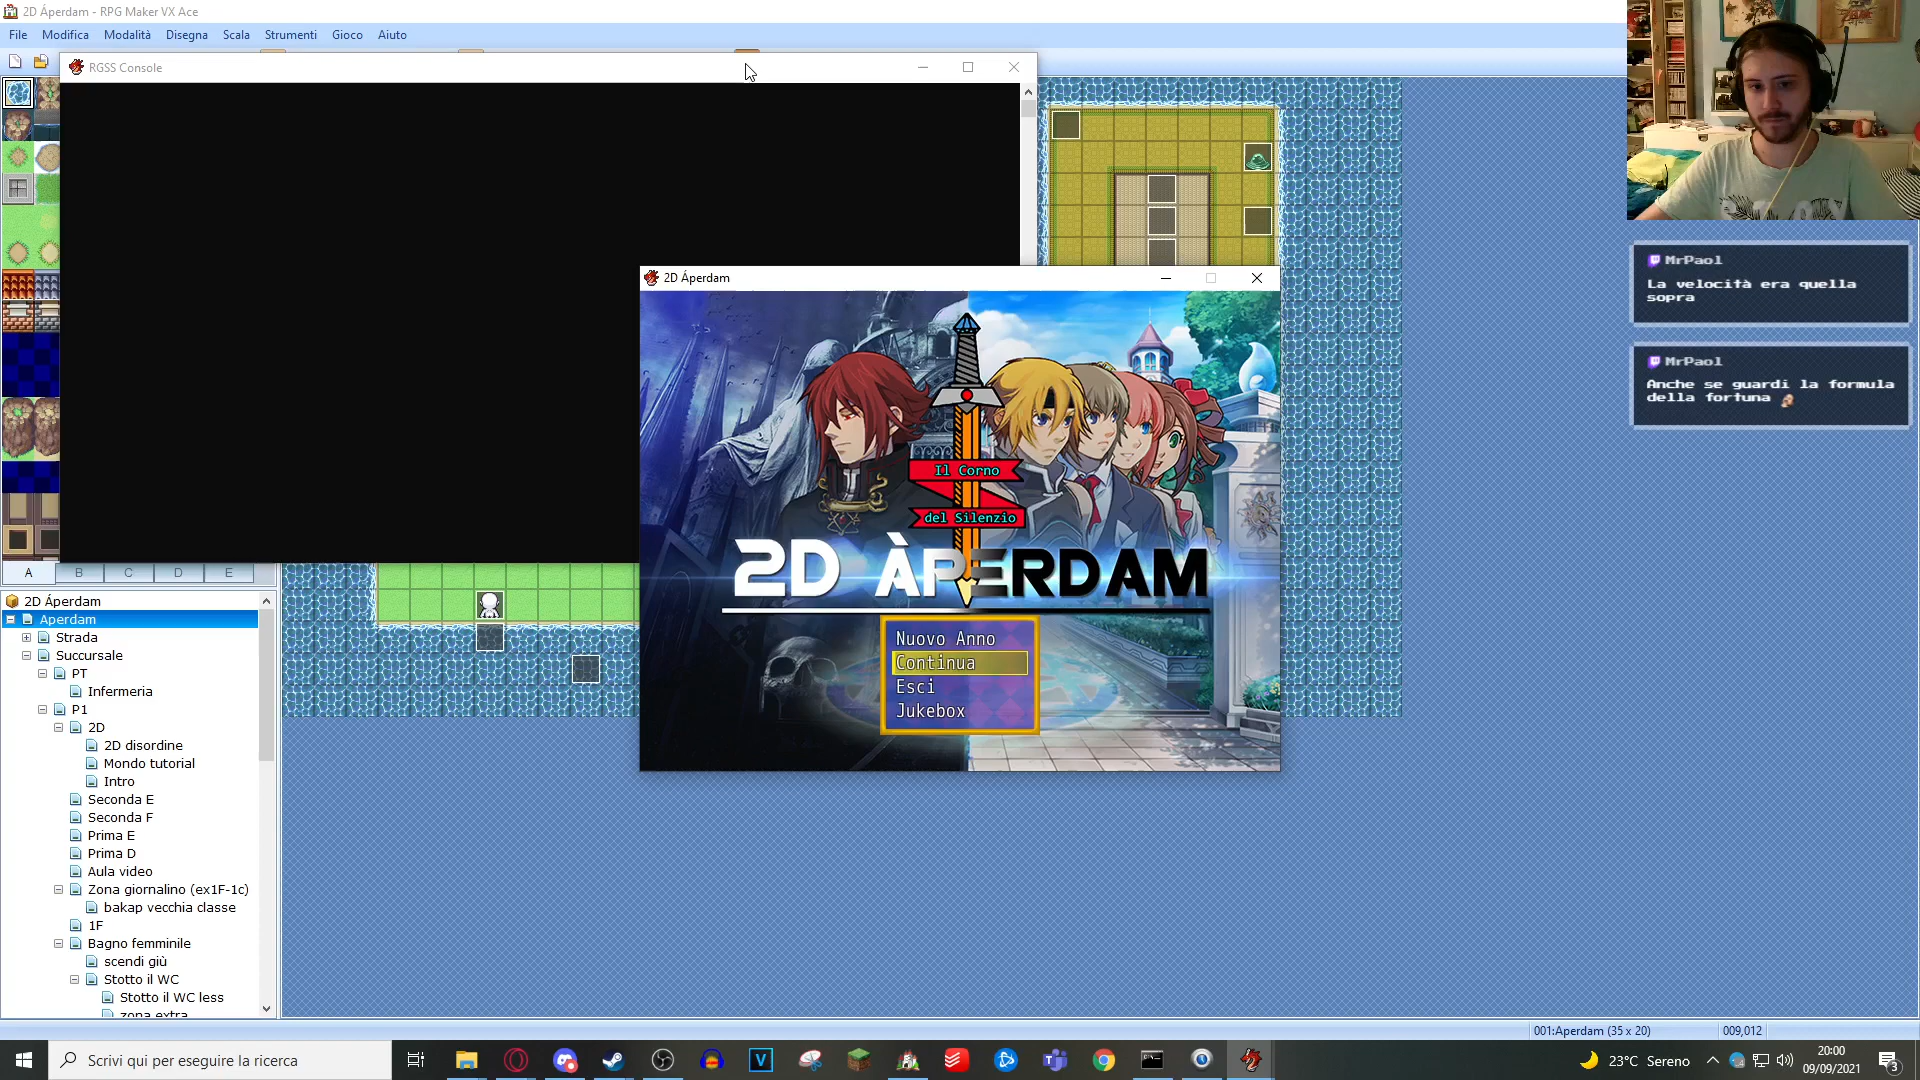 2D Áperdam - RPG Maker VX Ace
File Modifica Modalità Disegna Scala Strumenti Gioco Aiuto
RGSS Console
2D Áperdam
Il Corno
del Silenzio
2D ÀPERDAM
Nuovo Anno
Continua
Esci
Jukebox
MrPaol
La velocità era quella
sopra
MrPaol
Anche se guardi la formula
della fortuna
A B C D E
2D Áperdam
Aperdam
Strada
Succursale
PT
Infermeria
P1
2D
2D disordine
Mondo tutorial
Intro
Seconda E
Seconda F
Prima E
Prima D
Aula video
Zona giornalino (ex1F-1c)
bakap vecchia classe
1F
Bagno femminile
scendi giù
Stotto il WC
Stotto il WC less
zona extra
001:Aperdam (35 x 20) 009,012
Scrivi qui per eseguire la ricerca
23°C Sereno
20:00
09/09/2021
3